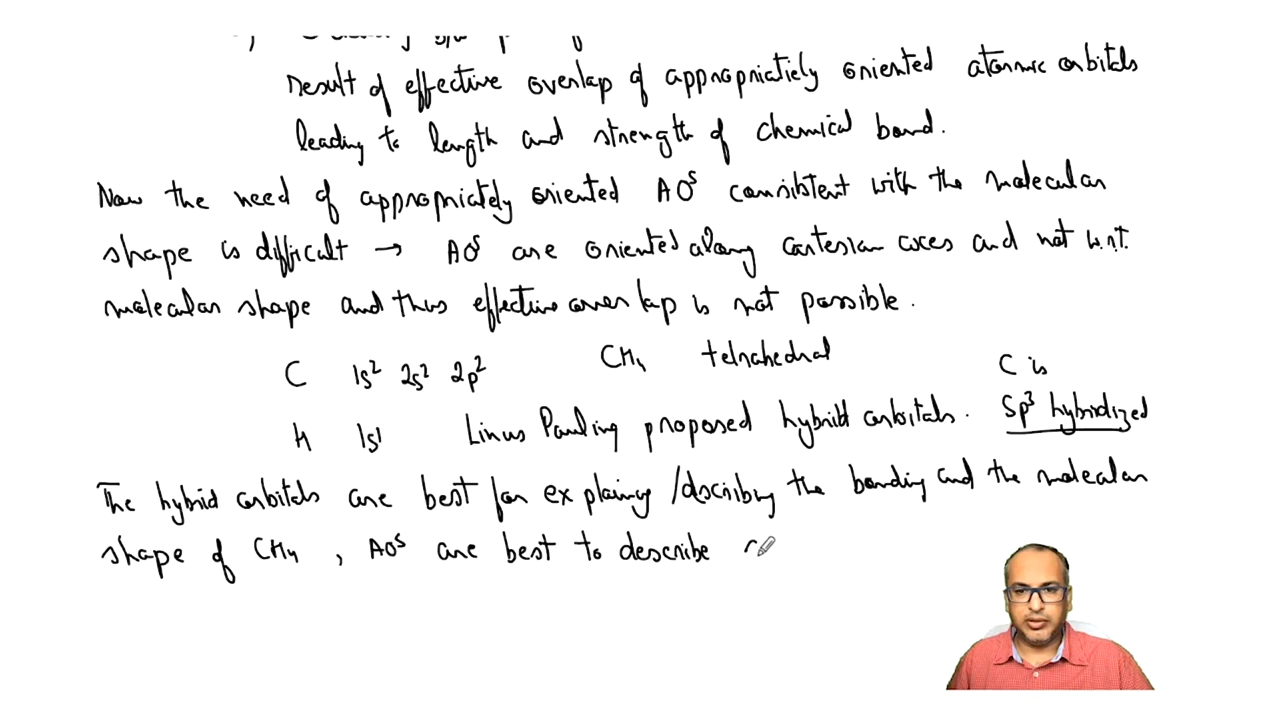 Result of effective overlap of appropriately oriented atomic orbitals
leading to length and strength of chemical bond.
Now the need of appropriately oriented AOs consistent with the molecular
shape is difficult → AOs are oriented along cartesian axes and not w.r.t.
molecular shape and thus effective overlap is not possible.
C 1s² 2s² 2p² CH₄ tetrahedral C is
H 1s¹ Linus Pauling proposed hybrid orbitals. Sp³ hybridized
The hybrid orbitals are best for explaing /describing the bonding and the molecular
shape of CH₄, AOs are best to describe